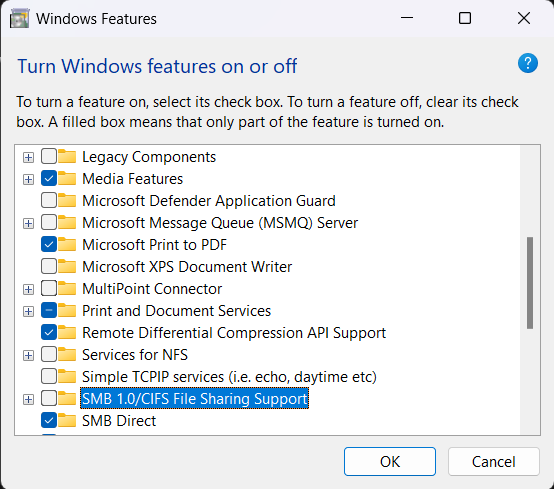 Windows Features
Turn Windows features on or off
?
To turn a feature on, select its check box. To turn a feature off, clear its check
box. A filled box means that only part of the feature is turned on.
Legacy Components
Media Features
Microsoft Defender Application Guard
Microsoft Message Queue (MSMQ) Server
Microsoft Print to PDF
Microsoft XPS Document Writer
MultiPoint Connector
Print and Document Services
Remote Differential Compression API Support
Services for NFS
Simple TCPIP services (i.e. echo, daytime etc)
SMB 1.0/CIFS File Sharing Support
SMB Direct
OK
Cancel